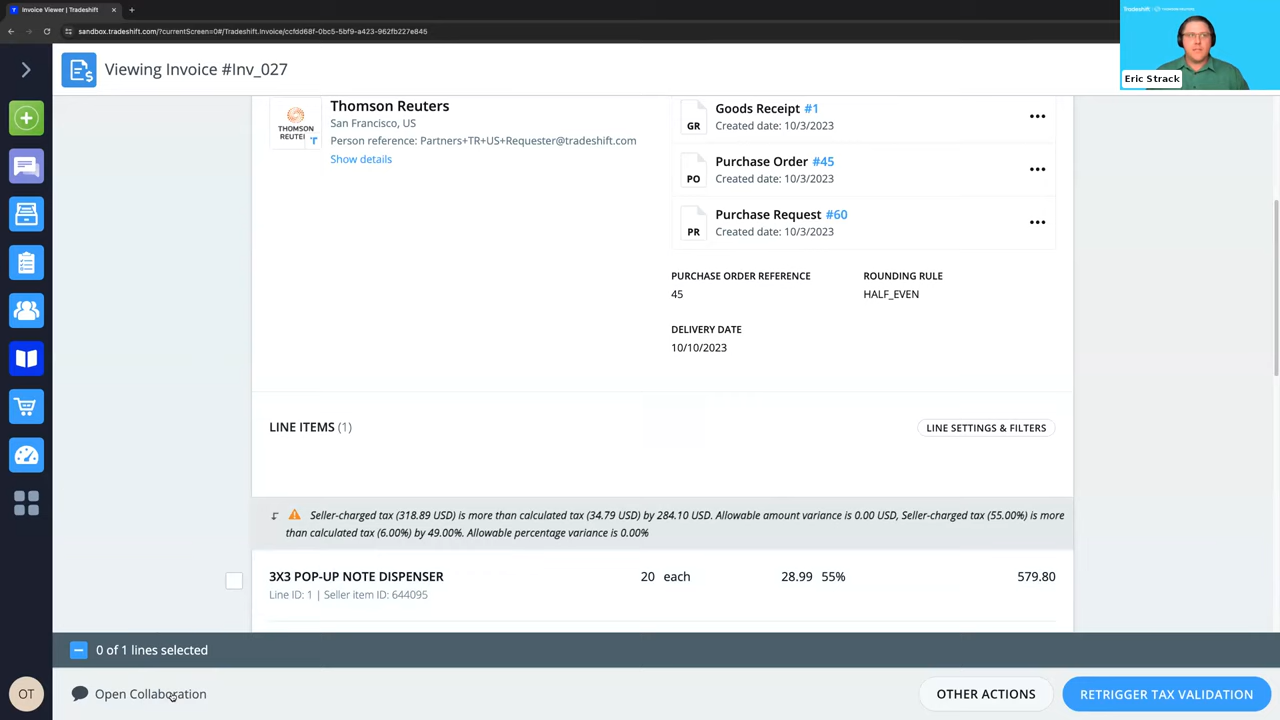 Invoice Viewer | Tradeshift
sandbox.tradeshift.com/?currentScreen=0#/Tradeshift.Invoice/ccfdd68f-0bc5-5bf9-a423-962fb227e845
Tradeshift
Eric Strack
Viewing Invoice #Inv_027
THOMSON
REUTE
Thomson Reuters
San Francisco, US
Person reference: Partners+TR+US+Requester@tradeshift.com
Show details
GR
Goods Receipt #1
Created date: 10/3/2023
PO
Purchase Order #45
Created date: 10/3/2023
PR
Purchase Request #60
Created date: 10/3/2023
PURCHASE ORDER REFERENCE
45
ROUNDING RULE
HALF_EVEN
DELIVERY DATE
10/10/2023
LINE ITEMS (1)
LINE SETTINGS & FILTERS
Seller-charged tax (318.89 USD) is more than calculated tax (34.79 USD) by 284.10 USD. Allowable amount variance is 0.00 USD, Seller-charged tax (55.00%) is more
than calculated tax (6.00%) by 49.00%. Allowable percentage variance is 0.00%
3X3 POP-UP NOTE DISPENSER 20 each 28.99 55% 579.80
Line ID: 1 | Seller item ID: 644095
0 of 1 lines selected
OT
Open Collaboration
OTHER ACTIONS
RETRIGGER TAX VALIDATION